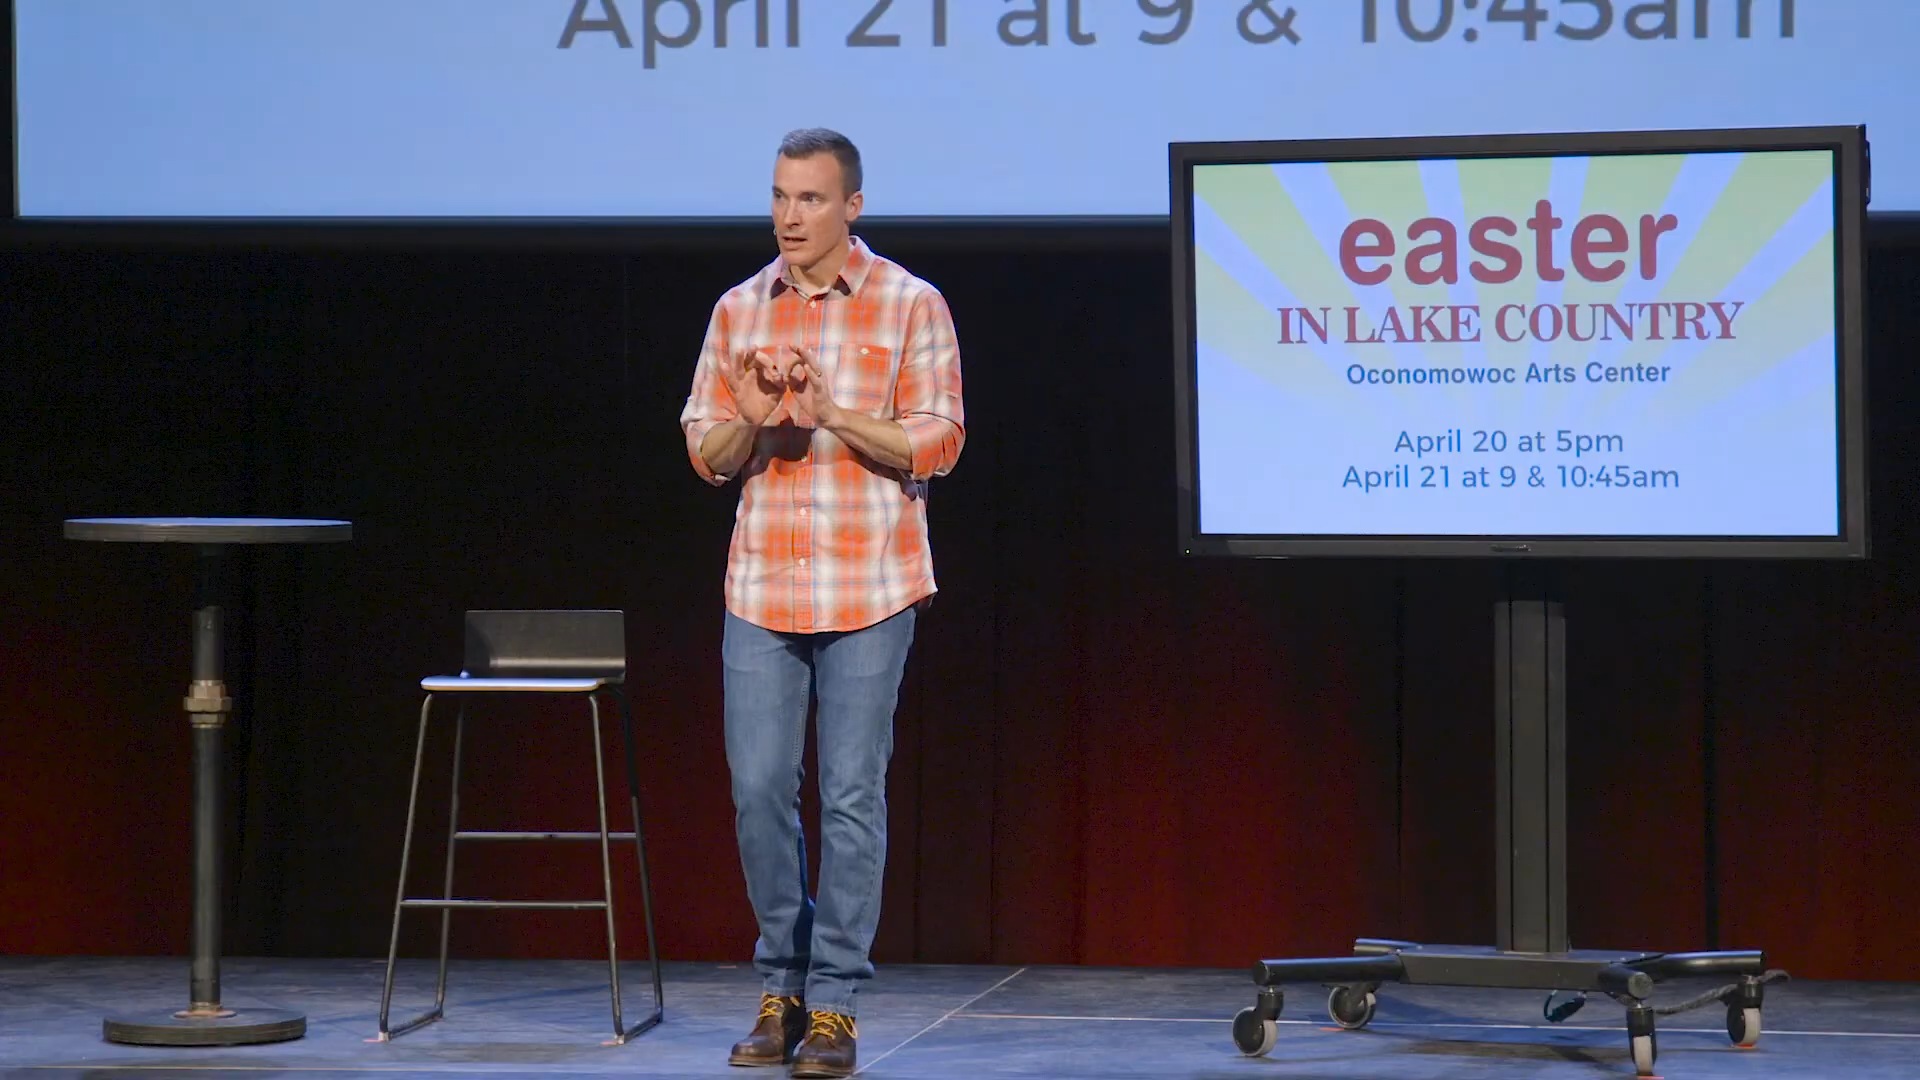 April 21 at 9 & 10:45am
easter
IN LAKE COUNTRY
Oconomowoc Arts Center
April 20 at 5pm
April 21 at 9 & 10:45am